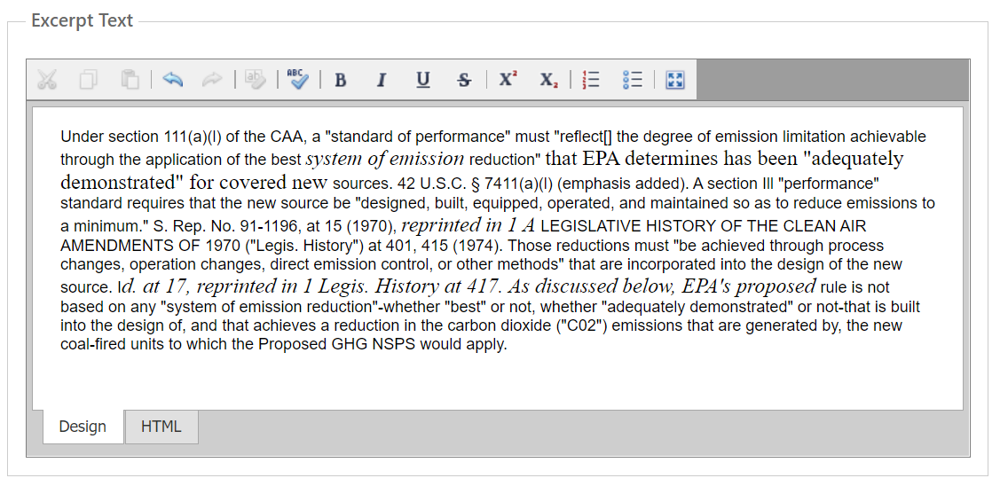 Excerpt Text
ABC B I U S X² X₂
Under section 111(a)(l) of the CAA, a "standard of performance" must "reflect[] the degree of emission limitation achievable
through the application of the best system of emission reduction" that EPA determines has been "adequately
demonstrated" for covered new sources. 42 U.S.C. § 7411(a)(l) (emphasis added). A section III "performance"
standard requires that the new source be "designed, built, equipped, operated, and maintained so as to reduce emissions to
a minimum." S. Rep. No. 91-1196, at 15 (1970), reprinted in 1 A LEGISLATIVE HISTORY OF THE CLEAN AIR
AMENDMENTS OF 1970 ("Legis. History") at 401, 415 (1974). Those reductions must "be achieved through process
changes, operation changes, direct emission control, or other methods" that are incorporated into the design of the new
source. Id. at 17, reprinted in 1 Legis. History at 417. As discussed below, EPA's proposed rule is not
based on any "system of emission reduction"-whether "best" or not, whether "adequately demonstrated" or not-that is built
into the design of, and that achieves a reduction in the carbon dioxide ("C02") emissions that are generated by, the new
coal-fired units to which the Proposed GHG NSPS would apply.
Design HTML